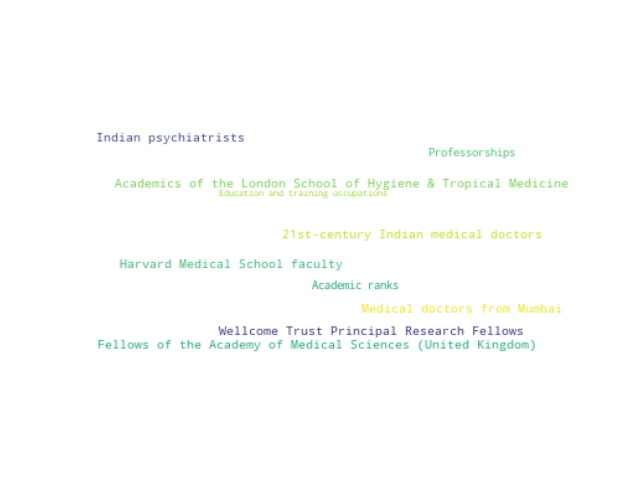 Indian psychiatrists
Professorships
Academics of the London School of Hygiene & Tropical Medicine
Education and training occupations
21st-century Indian medical doctors
Harvard Medical School faculty
Academic ranks
Medical doctors from Mumbai
Wellcome Trust Principal Research Fellows
Fellows of the Academy of Medical Sciences (United Kingdom)